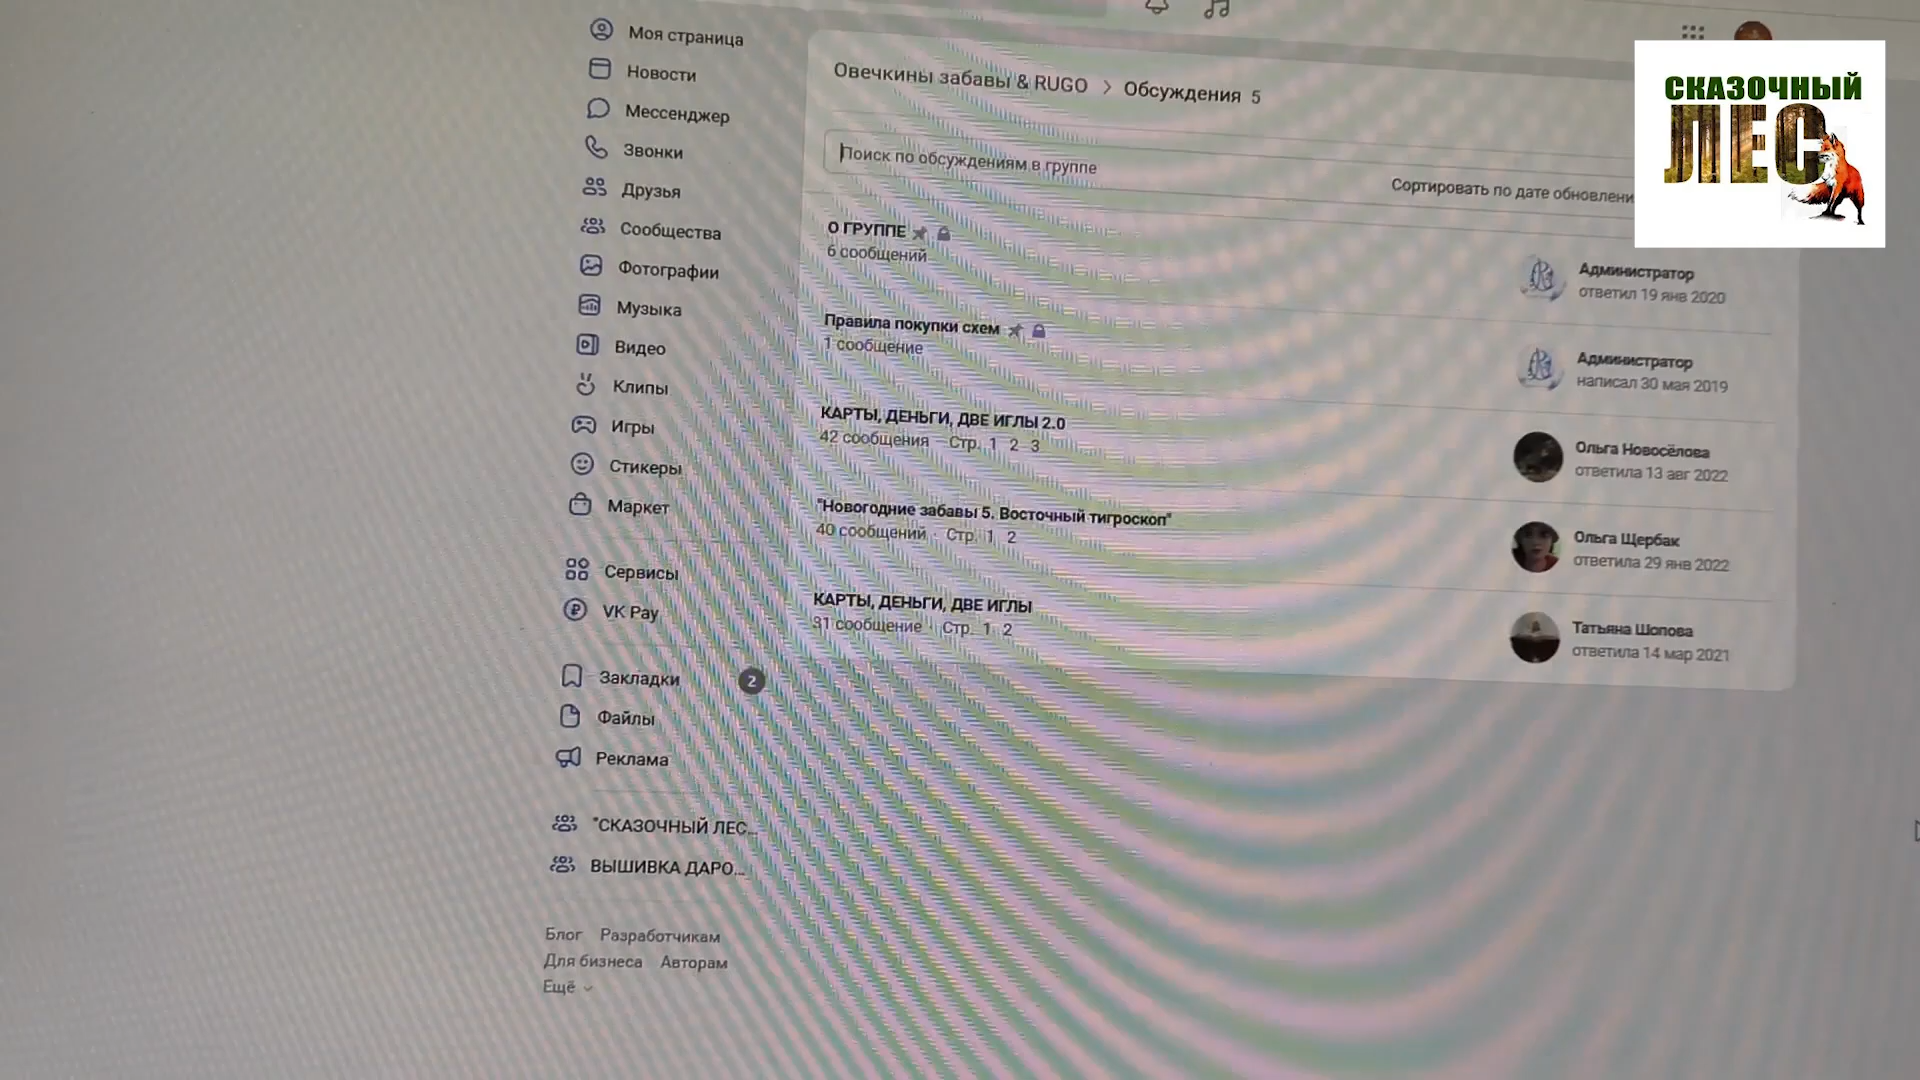 Моя страница
Новости
Мессенджер
Звонки
Друзья
Сообщества
Фотографии
Музыка
Видео
Клипы
Игры
Стикеры
Маркет
Сервисы
VK Pay
Закладки 2
Файлы
Реклама
"СКАЗОЧНЫЙ ЛЕС...
ВЫШИВКА ДАРО...
Блог Разработчикам
Для бизнеса Авторам
Ещё
Овечкины забавы & RUGO > Обсуждения 5
Поиск по обсуждениям в группе
Сортировать по дате
О ГРУППЕ
6 сообщений
Администратор
ответил 19 янв 2020
Правила покупки схем
1 сообщение
Администратор
написал 30 мая 2019
КАРТЫ, ДЕНЬГИ, ДВЕ ИГЛЫ 2.0
42 сообщения · Стр. 1 2 3
Ольга Новосёлова
ответила 13 авг 2022
"Новогодние забавы 5. Восточный тигроскоп"
40 сообщений · Стр. 1 2
Ольга Щербак
ответила 29 янв 2022
КАРТЫ, ДЕНЬГИ, ДВЕ ИГЛЫ
31 сообщение · Стр. 1 2
Татьяна Шопова
ответила 14 мар 2021
СКАЗОЧНЫЙ
ЛЕС